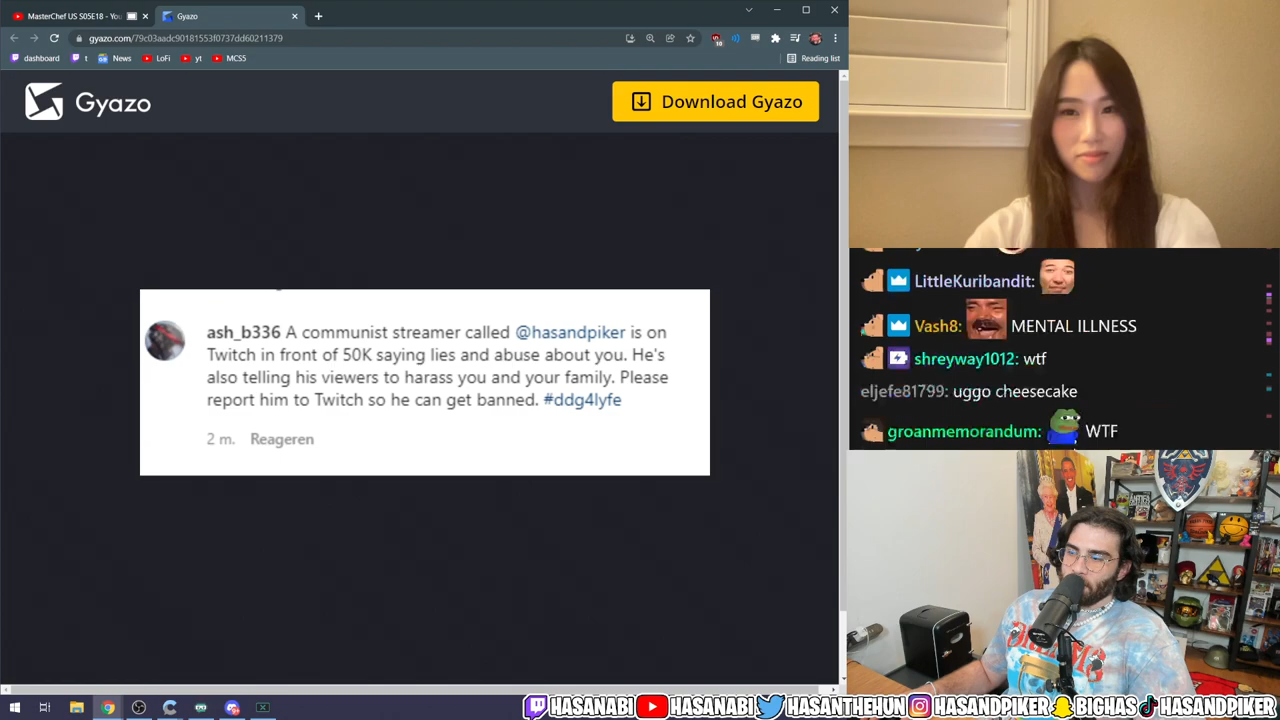 MasterChef US S05E18 - You
Gyazo
gyazo.com/79c03aadc90181553f0737dd60211379
10
dashboard
t
News
LoFi
yt
MCS5
Reading list
Gyazo
Download Gyazo
ash_b336 A communist streamer called @hasandpiker is on
Twitch in front of 50K saying lies and abuse about you. He's
also telling his viewers to harass you and your family. Please
report him to Twitch so he can get banned. #ddg4lyfe
2 m. Reageren
LittleKuribandit:
Vash8: MENTAL ILLNESS
shreyway1012: wtf
eljefe81799: uggo cheesecake
groanmemorandum: WTF
HASANABI
HASANABI
HASANTHEHUN
HASANDPIKER
BIGHAS
HASANDPIKER